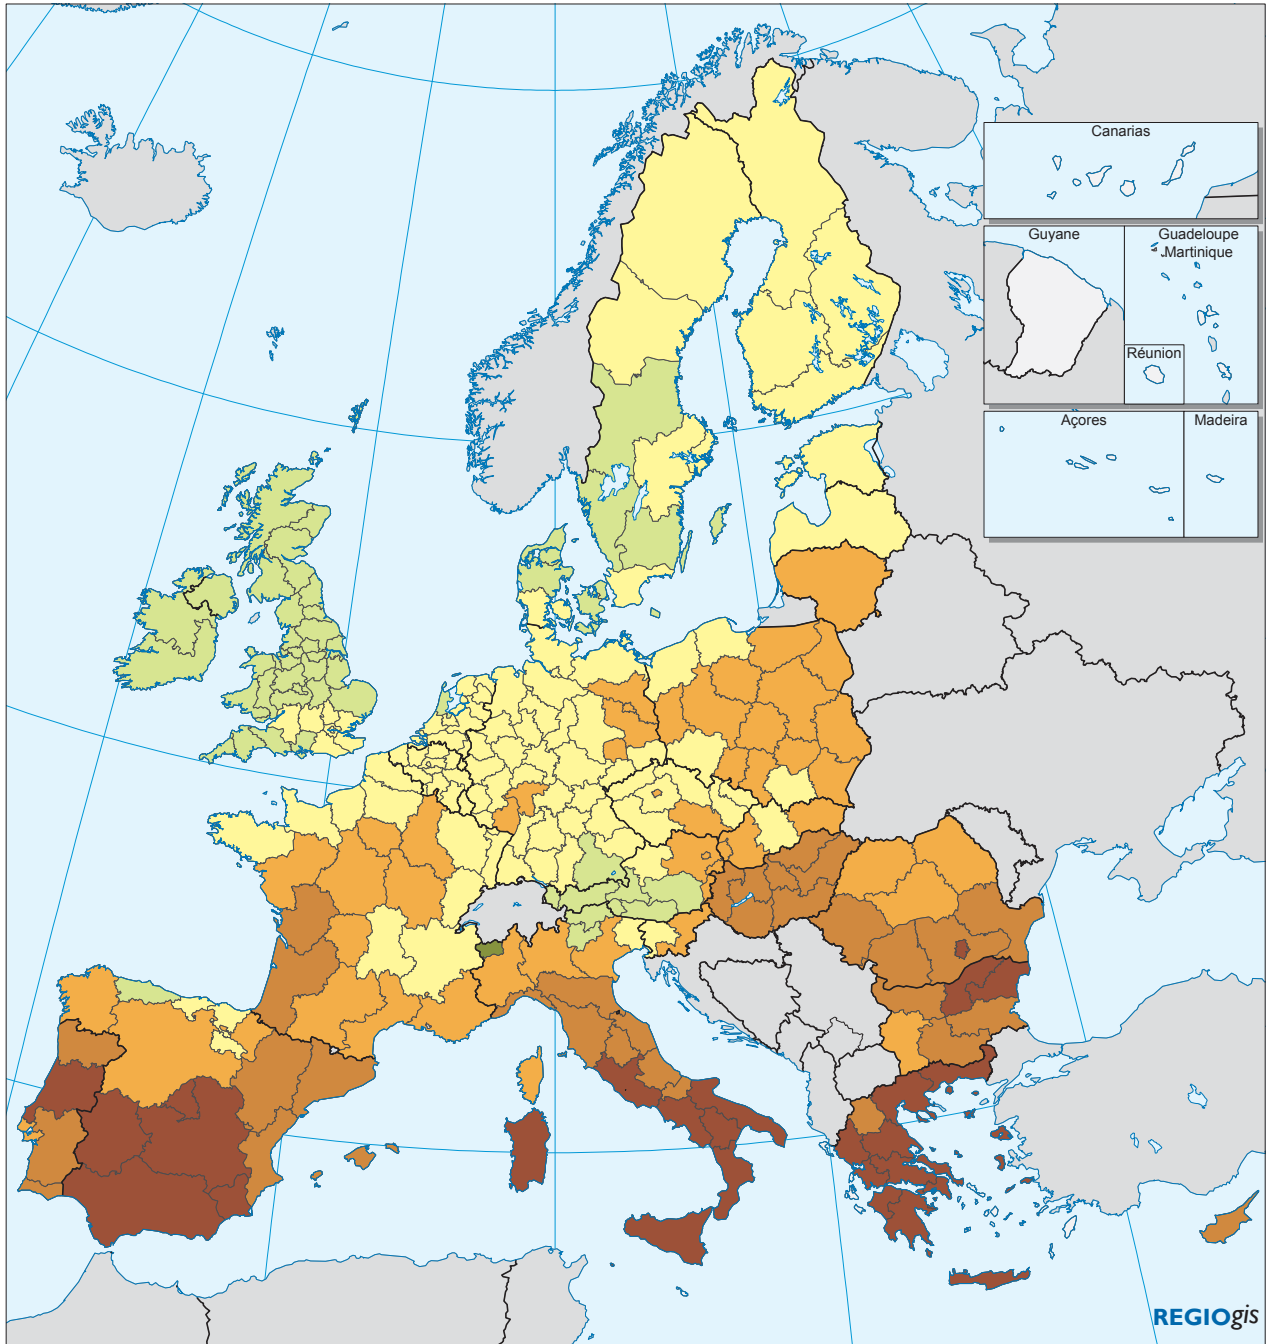 Canarias
Guyane
Guadeloupe
Martinique
Réunion
Açores
Madeira
REGIOgis